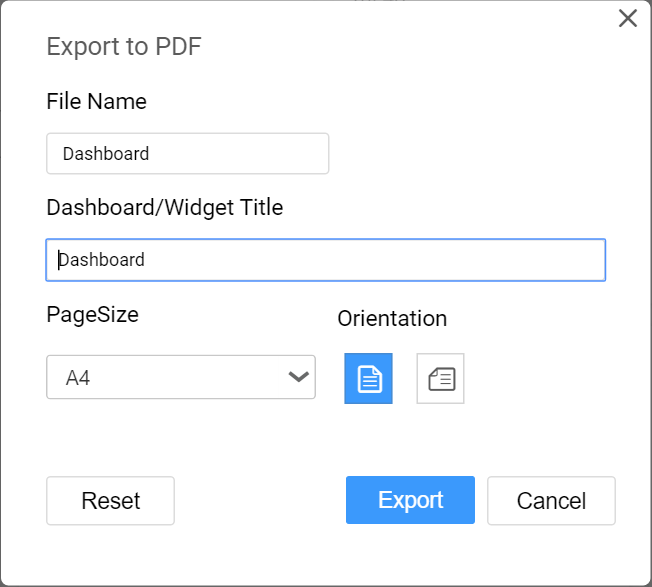 Export to PDF
File Name
Dashboard
Dashboard/Widget Title
Dashboard
PageSize
Orientation
A4
Reset
Export
Cancel